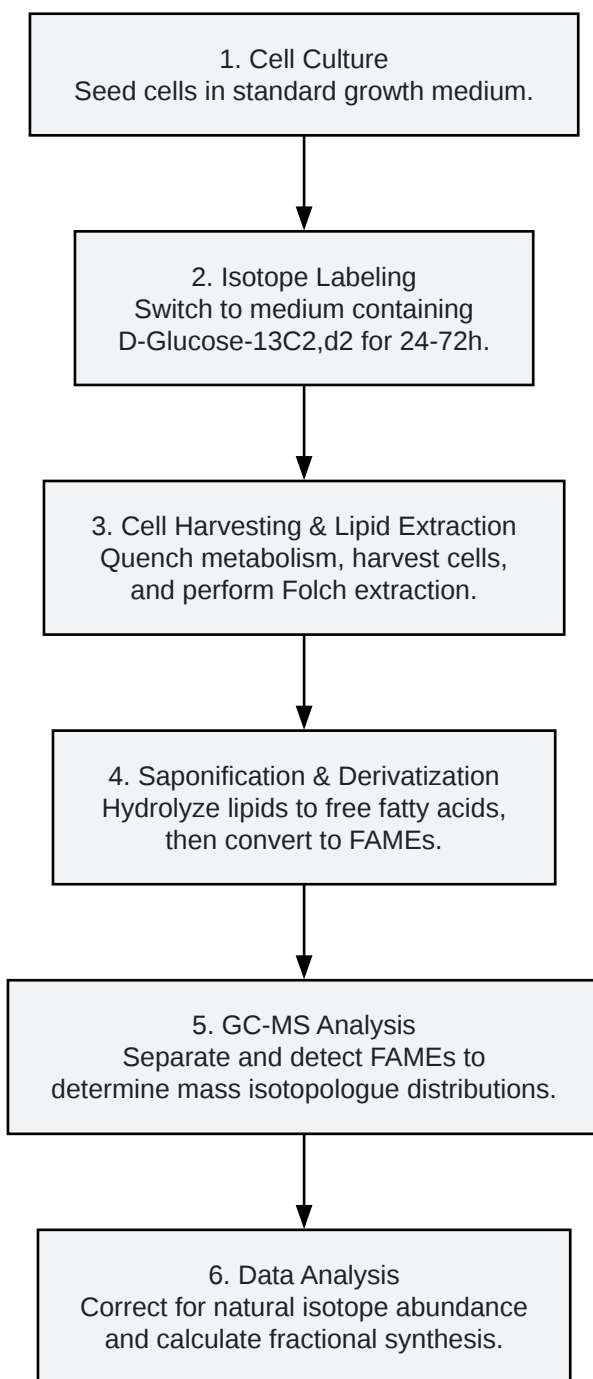 1. Cell Culture
Seed cells in standard growth medium.
2. Isotope Labeling
Switch to medium containing
D-Glucose-13C2,d2 for 24-72h.
3. Cell Harvesting & Lipid Extraction
Quench metabolism, harvest cells,
and perform Folch extraction.
4. Saponification & Derivatization
Hydrolyze lipids to free fatty acids,
then convert to FAMEs.
5. GC-MS Analysis
Separate and detect FAMEs to
determine mass isotopologue distributions.
6. Data Analysis
Correct for natural isotope abundance
and calculate fractional synthesis.